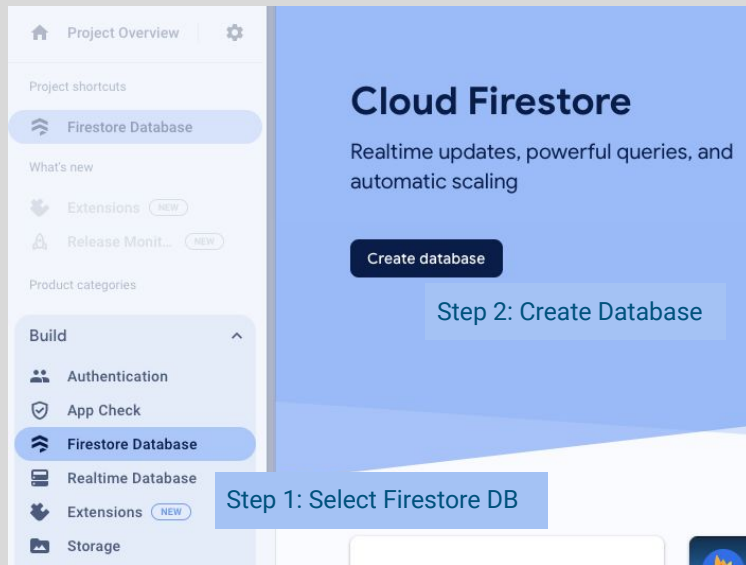 Project Overview
Project shortcuts
Firestore Database
What's new
Extensions NEW
Release Monit... NEW
Product categories
Build
Authentication
App Check
Firestore Database
Realtime Database
Extensions NEW
Storage
Cloud Firestore
Realtime updates, powerful queries, and
automatic scaling
Create database
Step 2: Create Database
Step 1: Select Firestore DB